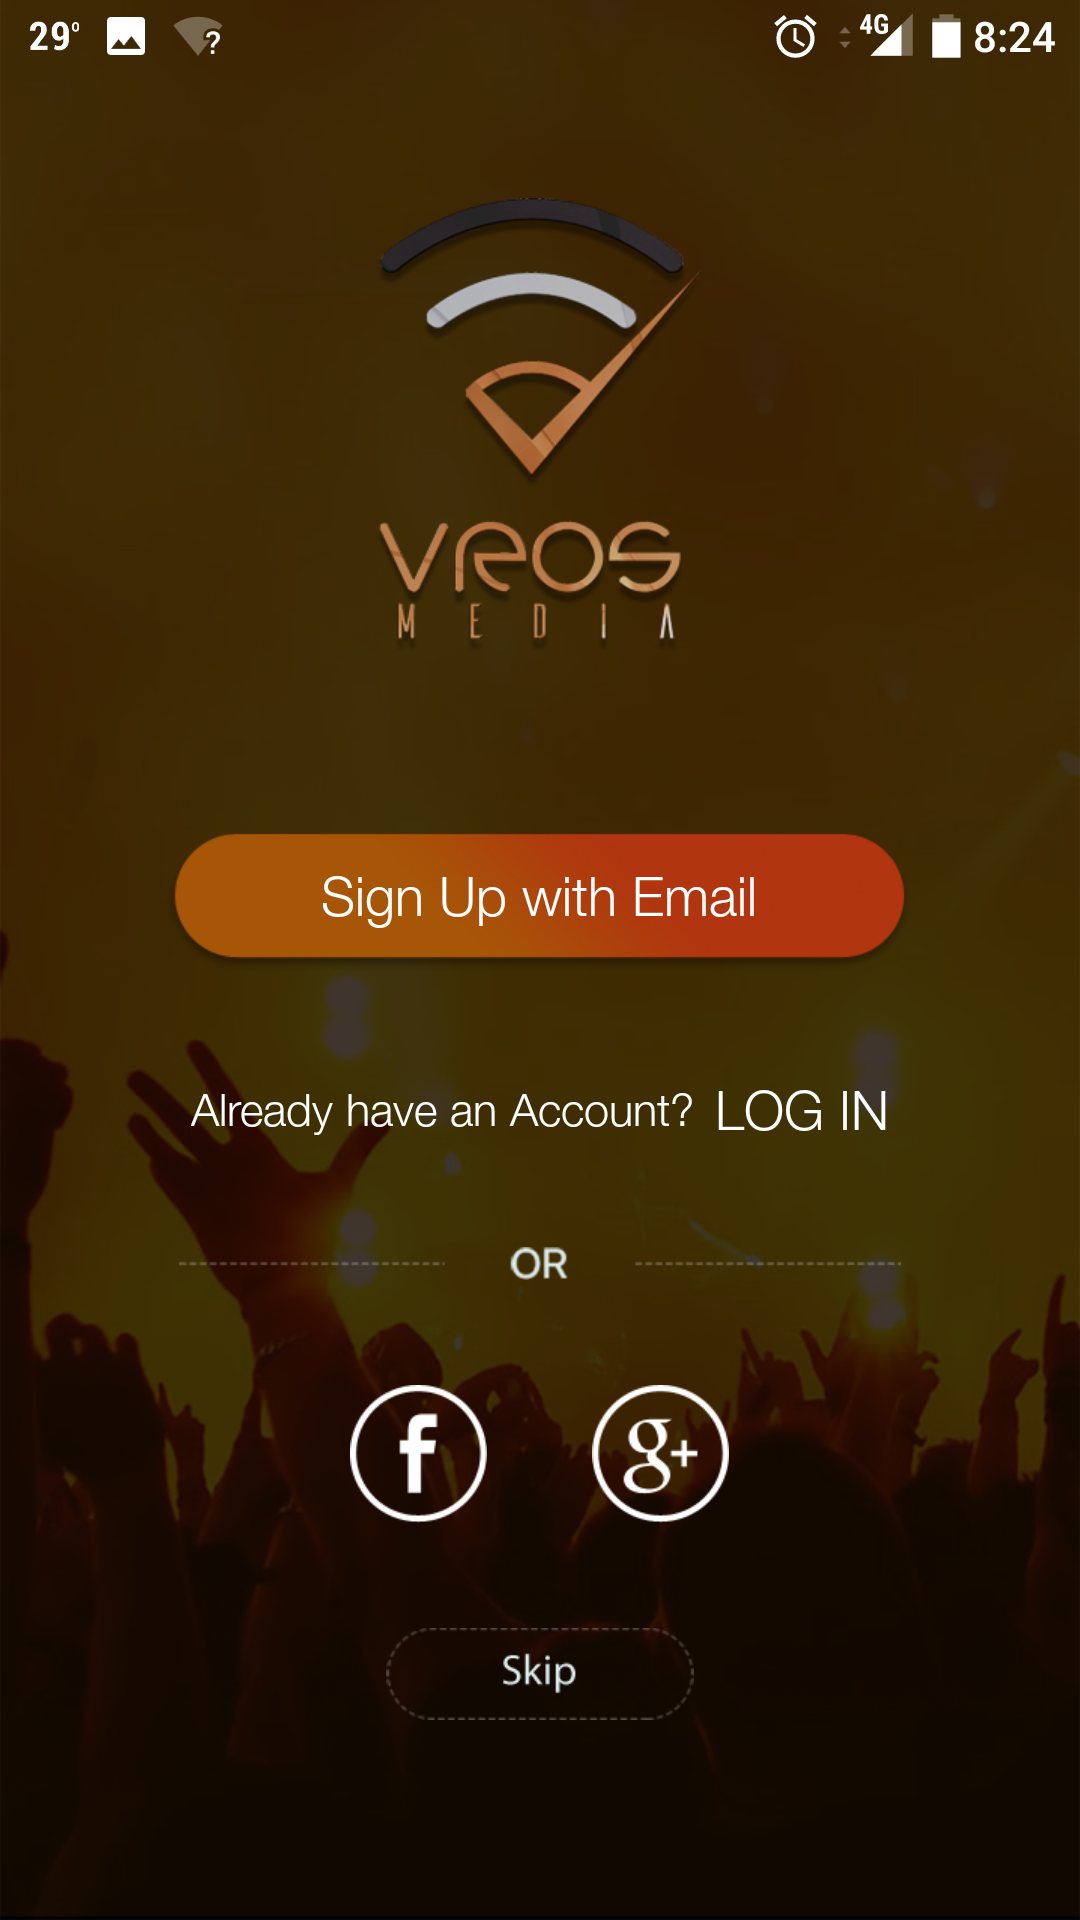 29° ? 4G 8:24
VROS
MEDIA
Sign Up with Email
Already have an Account? LOG IN
OR
f g+
Skip